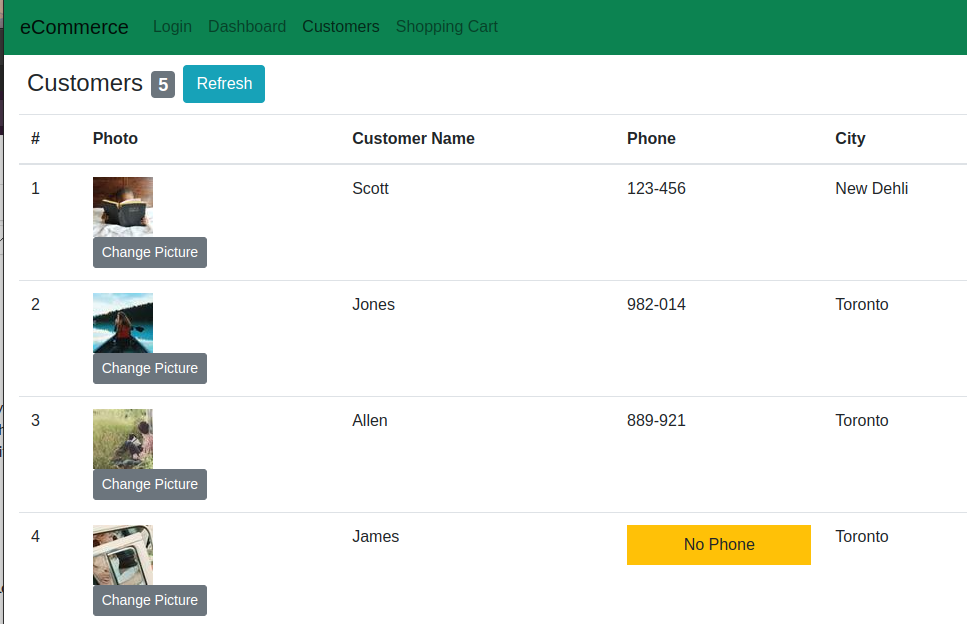 eCommerce Login Dashboard Customers Shopping Cart
Customers 5 Refresh
# Photo Customer Name Phone City
1 Scott 123-456 New Dehli
Change Picture
2 Jones 982-014 Toronto
Change Picture
3 Allen 889-921 Toronto
Change Picture
4 James No Phone Toronto
Change Picture